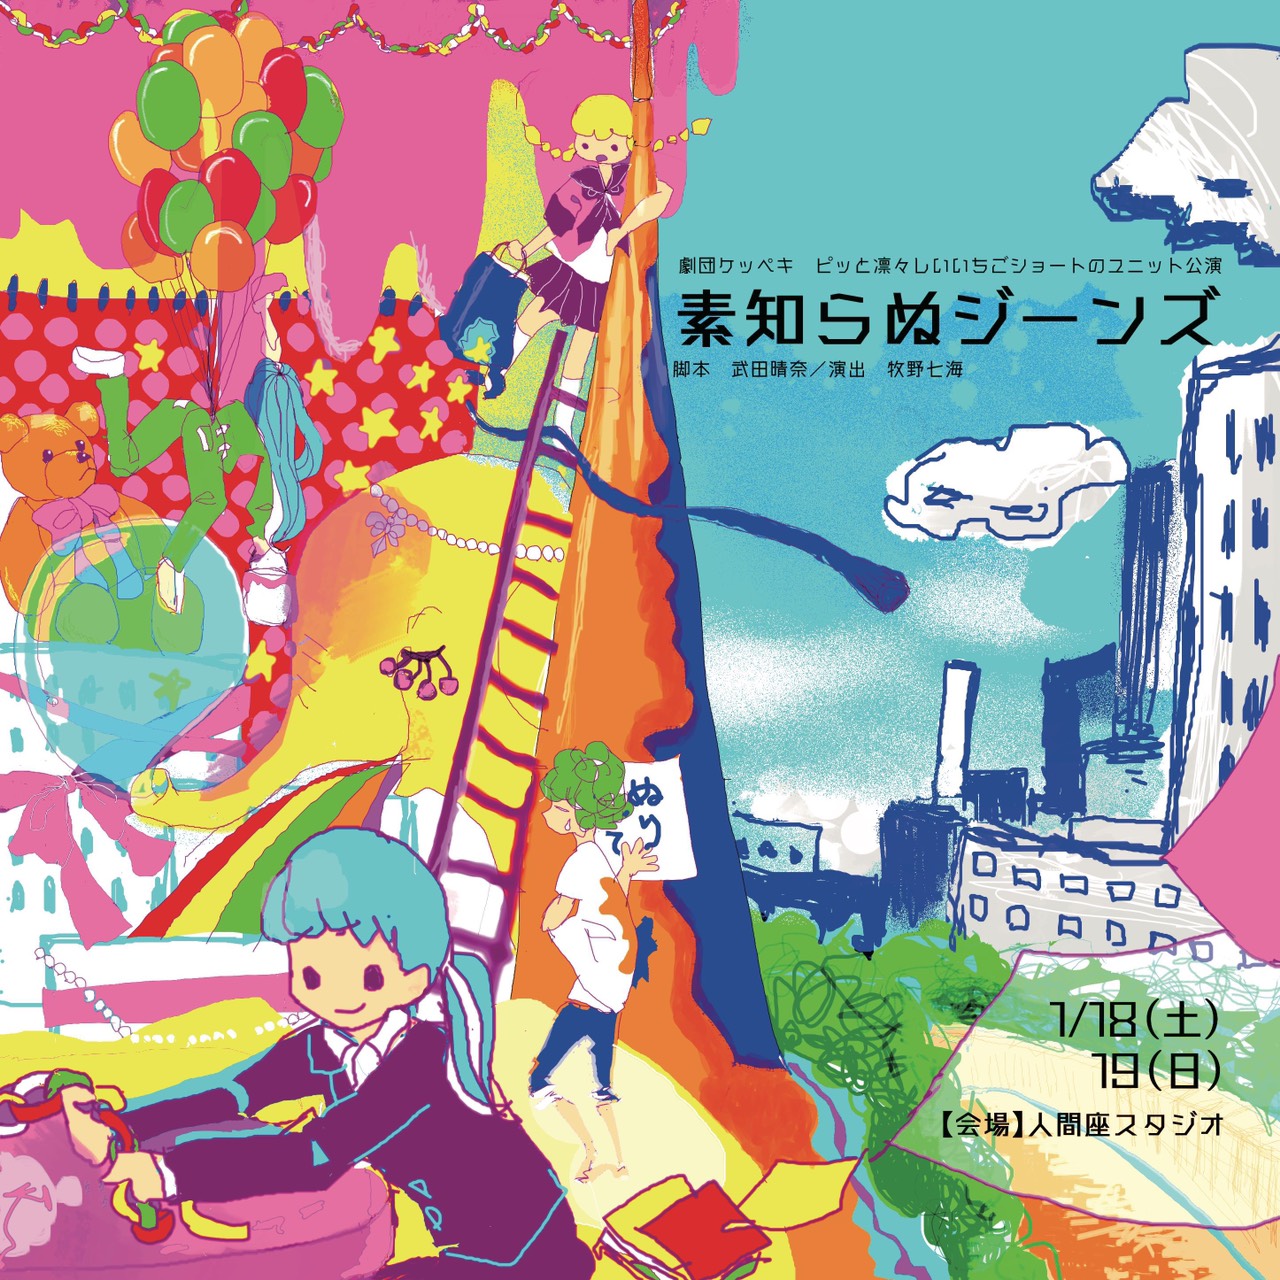 劇団ケッペキ　ピッと凛々しいいちごショートのユニット公演
素知らぬジーンズ
脚本　武田晴奈／演出　牧野七海
ぬり
1/18(土)
19(日)
【会場】人間座スタジオ